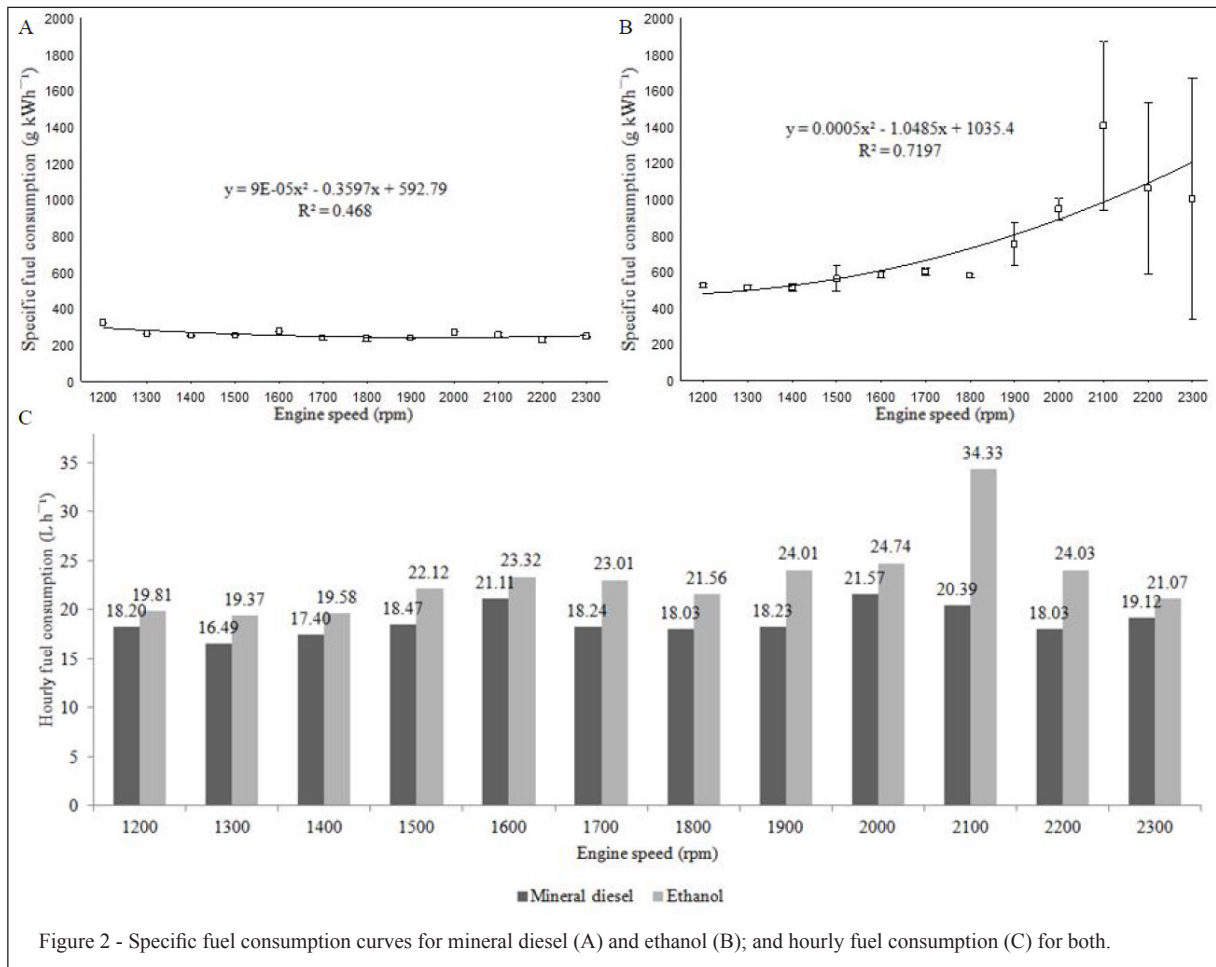 A
Specific fuel consumption (g kWh⁻¹)
2000
1800
1600
1400
1200
1000
800
600
400
200
0
y = 9E-05x² - 0.3597x + 592.79
R² = 0.468
1200 1300 1400 1500 1600 1700 1800 1900 2000 2100 2200 2300
Engine speed (rpm)
B
Specific fuel consumption (g kWh⁻¹)
2000
1800
1600
1400
1200
1000
800
600
400
200
0
y = 0.0005x² - 1.0485x + 1035.4
R² = 0.7197
1200 1300 1400 1500 1600 1700 1800 1900 2000 2100 2200 2300
Engine speed (rpm)
C
Hourly fuel consumption (L h⁻¹)
35
30
25
20
15
10
5
0
18.20 19.81 16.49 19.37 17.40 19.58 18.47 22.12 21.11 23.32 18.24 23.01 18.03 21.56 18.23 24.01 21.57 24.74 20.39 34.33 18.03 24.03 19.12 21.07
1200 1300 1400 1500 1600 1700 1800 1900 2000 2100 2200 2300
Engine speed (rpm)
Mineral diesel Ethanol
Figure 2 - Specific fuel consumption curves for mineral diesel (A) and ethanol (B); and hourly fuel consumption (C) for both.